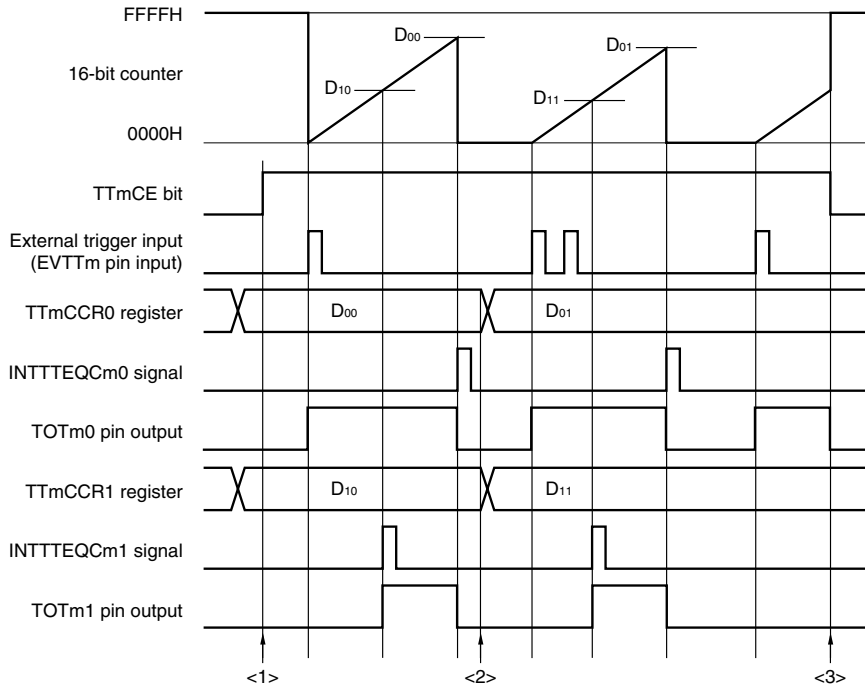 FFFFH
D00
D01
16-bit counter
D10
D11
0000H
TTmCE bit
External trigger input
(EVTTm pin input)
TTmCCR0 register
D00
D01
INTTTEQCm0 signal
TOTm0 pin output
TTmCCR1 register
D10
D11
INTTTEQCm1 signal
TOTm1 pin output
<1>
<2>
<3>